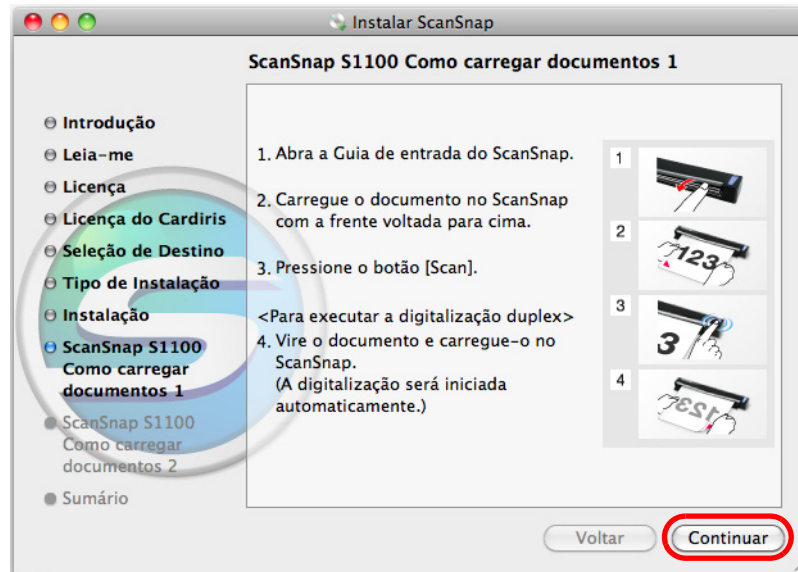 Instalar ScanSnap
ScanSnap S1100 Como carregar documentos 1
Introdução
Leia-me
Licença
Licença do Cardiris
Seleção de Destino
Tipo de Instalação
Instalação
ScanSnap S1100
Como carregar
documentos 1
ScanSnap S1100
Como carregar
documentos 2
Sumário
1. Abra a Guia de entrada do ScanSnap.
2. Carregue o documento no ScanSnap
com a frente voltada para cima.
3. Pressione o botão [Scan].
<Para executar a digitalização duplex>
4. Vire o documento e carregue-o no
ScanSnap.
(A digitalização será iniciada
automaticamente.)
1
2
123
3
3
4
123
Voltar
Continuar